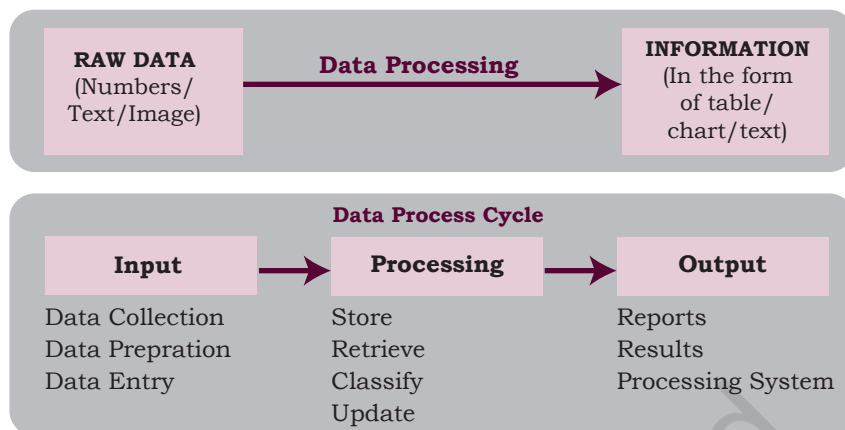 RAW DATA
(Numbers/
Text/Image)
Data Processing
INFORMATION
(In the form
of table/
chart/text)
Data Process Cycle
Input
Processing
Output
Data Collection
Data Prepration
Data Entry
Store
Retrieve
Classify
Update
Reports
Results
Processing System